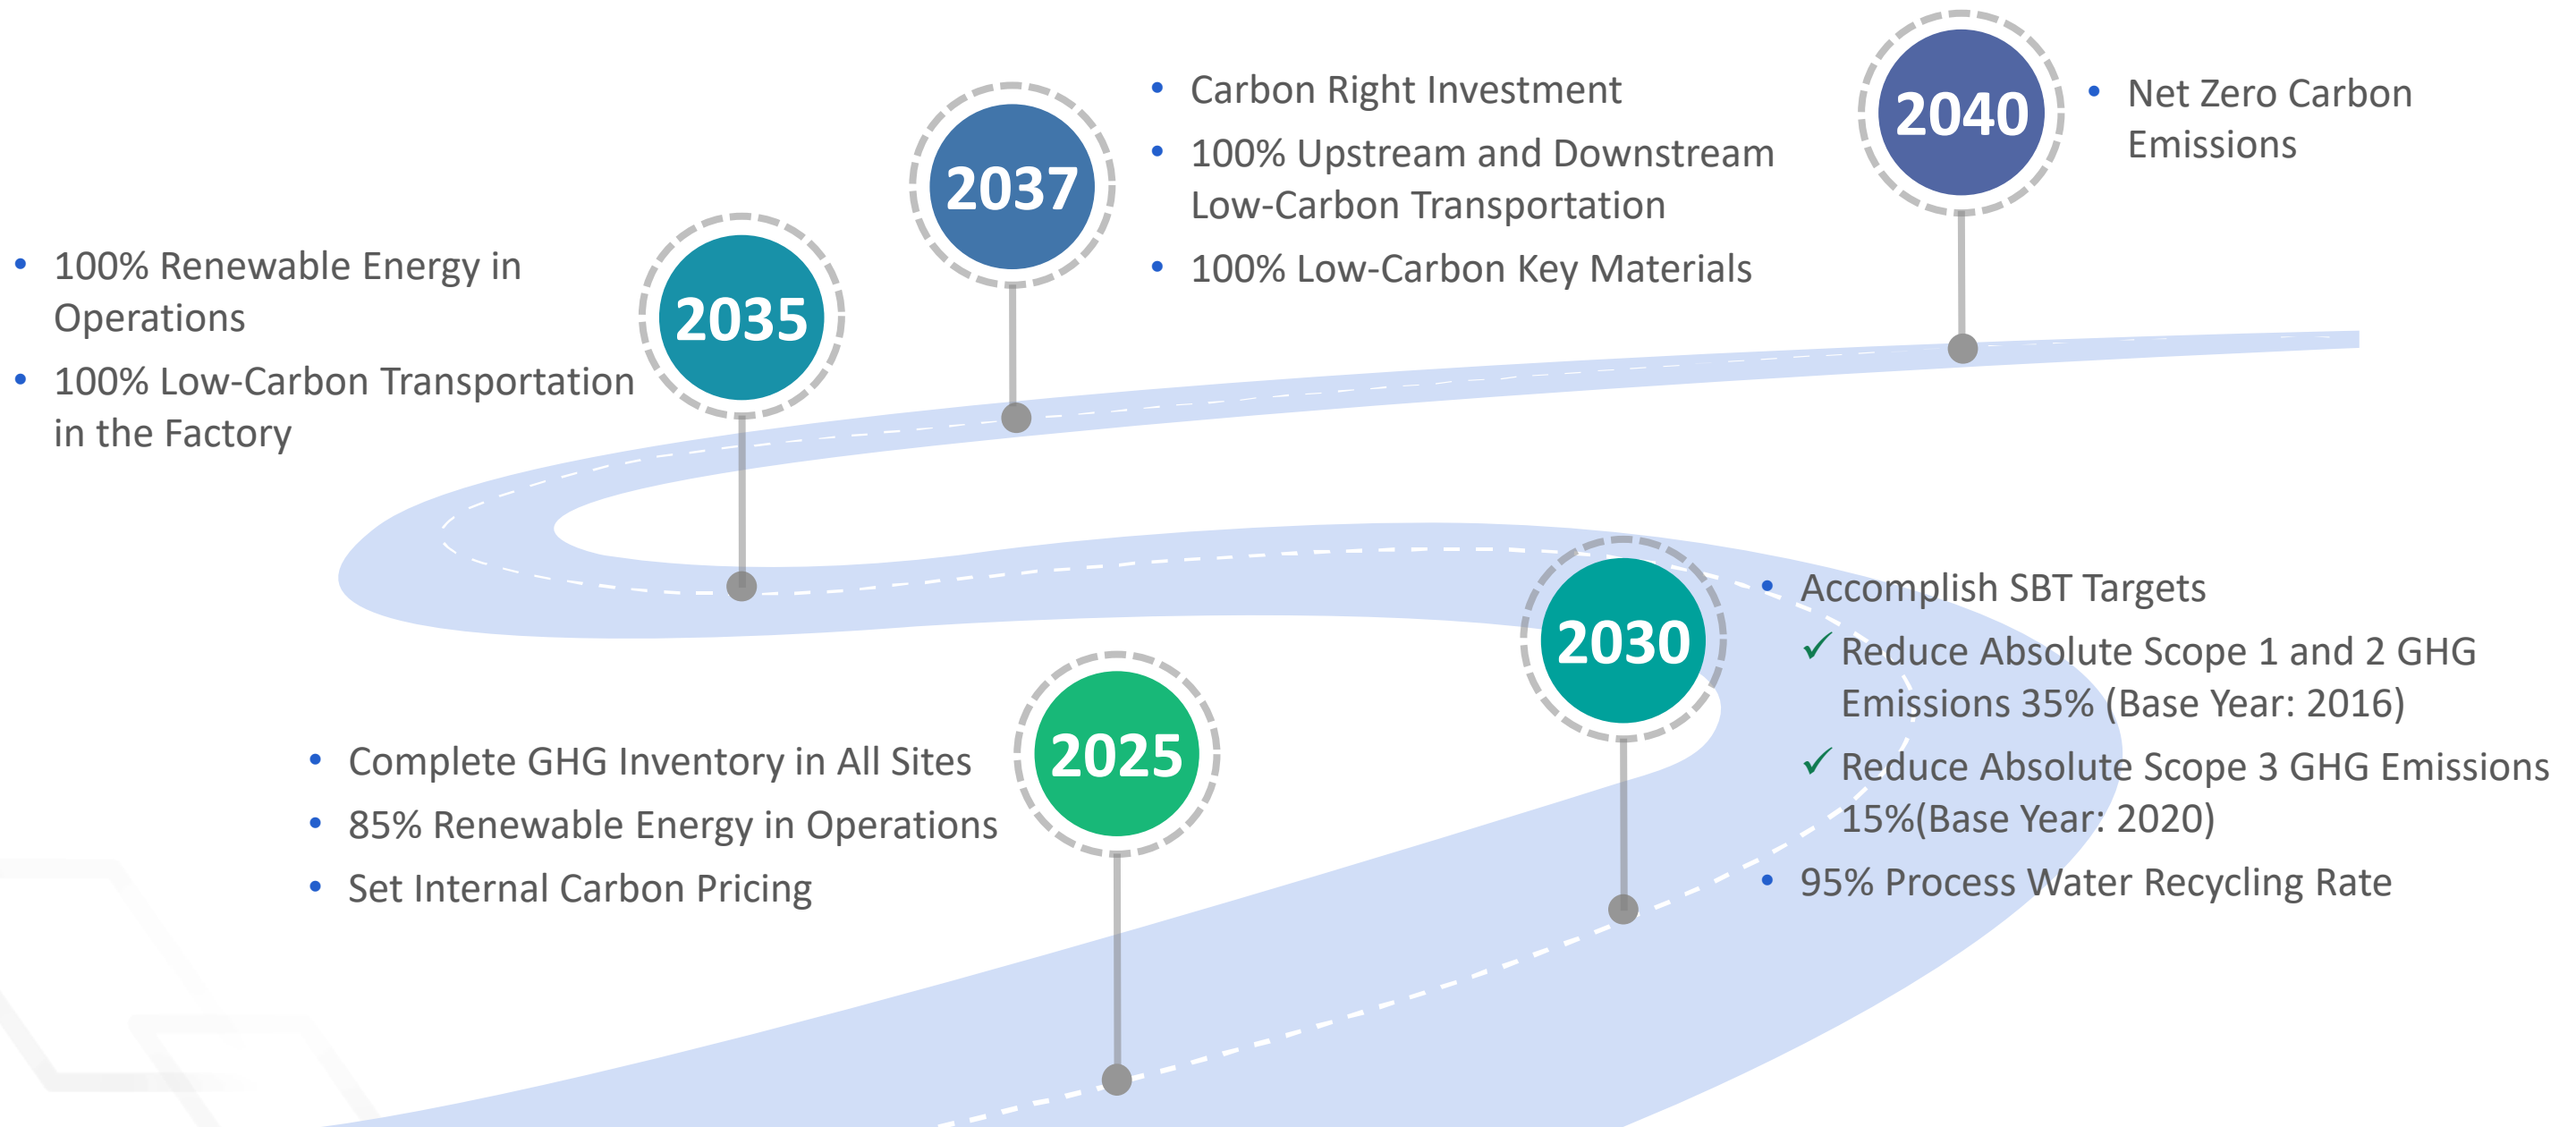 2040
• Net Zero Carbon
Emissions
2037
• Carbon Right Investment
• 100% Upstream and Downstream
Low-Carbon Transportation
• 100% Low-Carbon Key Materials
2035
• 100% Renewable Energy in
Operations
• 100% Low-Carbon Transportation
in the Factory
2030
• Accomplish SBT Targets
✓ Reduce Absolute Scope 1 and 2 GHG
Emissions 35% (Base Year: 2016)
✓ Reduce Absolute Scope 3 GHG Emissions
15%(Base Year: 2020)
• 95% Process Water Recycling Rate
2025
• Complete GHG Inventory in All Sites
• 85% Renewable Energy in Operations
• Set Internal Carbon Pricing